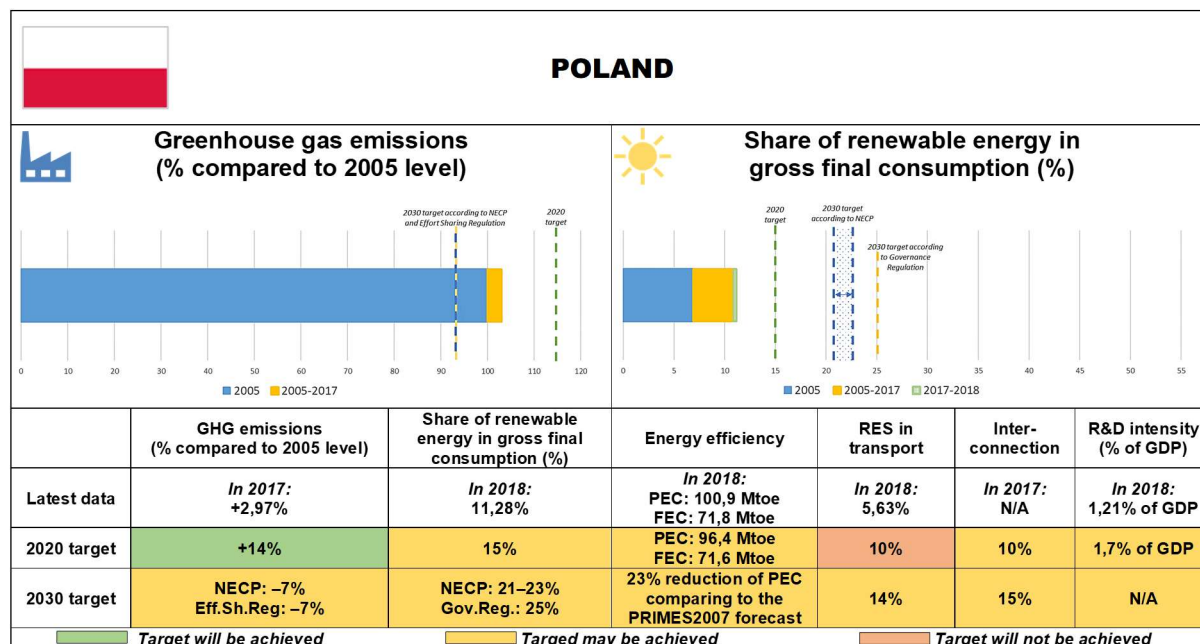 POLAND
Greenhouse gas emissions
(% compared to 2005 level)
2030 target according to NECP
and Effort Sharing Regulation
2020
target
0 10 20 30 40 50 60 70 80 90 100 110 120
2005 2005-2017
Share of renewable energy in
gross final consumption (%)
2020
target
2030 target
according to NECP
2030 target according
to Governance
Regulation
0 5 10 15 20 25 30 35 40 45 50 55
2005 2005-2017 2017-2018
GHG emissions
(% compared to 2005 level)
Share of renewable
energy in gross final
consumption (%)
Energy efficiency
RES in
transport
Inter-
connection
R&D intensity
(% of GDP)
Latest data
In 2017:
+2,97%
In 2018:
11,28%
In 2018:
PEC: 100,9 Mtoe
FEC: 71,8 Mtoe
In 2018:
5,63%
In 2017:
N/A
In 2018:
1,21% of GDP
2020 target
+14%
15%
PEC: 96,4 Mtoe
FEC: 71,6 Mtoe
10%
10%
1,7% of GDP
2030 target
NECP: –7%
Eff.Sh.Reg: –7%
NECP: 21–23%
Gov.Reg.: 25%
23% reduction of PEC
comparing to the
PRIMES2007 forecast
14%
15%
N/A
Target will be achieved
Targed may be achieved
Target will not be achieved